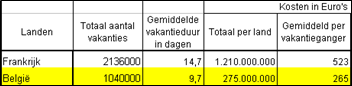 Kosten in Euro's
Landen Totaal aantal vakanties Gemiddelde vakantieduur in dagen Totaal per land Gemiddeld per vakantieganger
Frankrijk 2136000 14,7 1.210.000.000 523
België 1040000 9,7 275.000.000 265